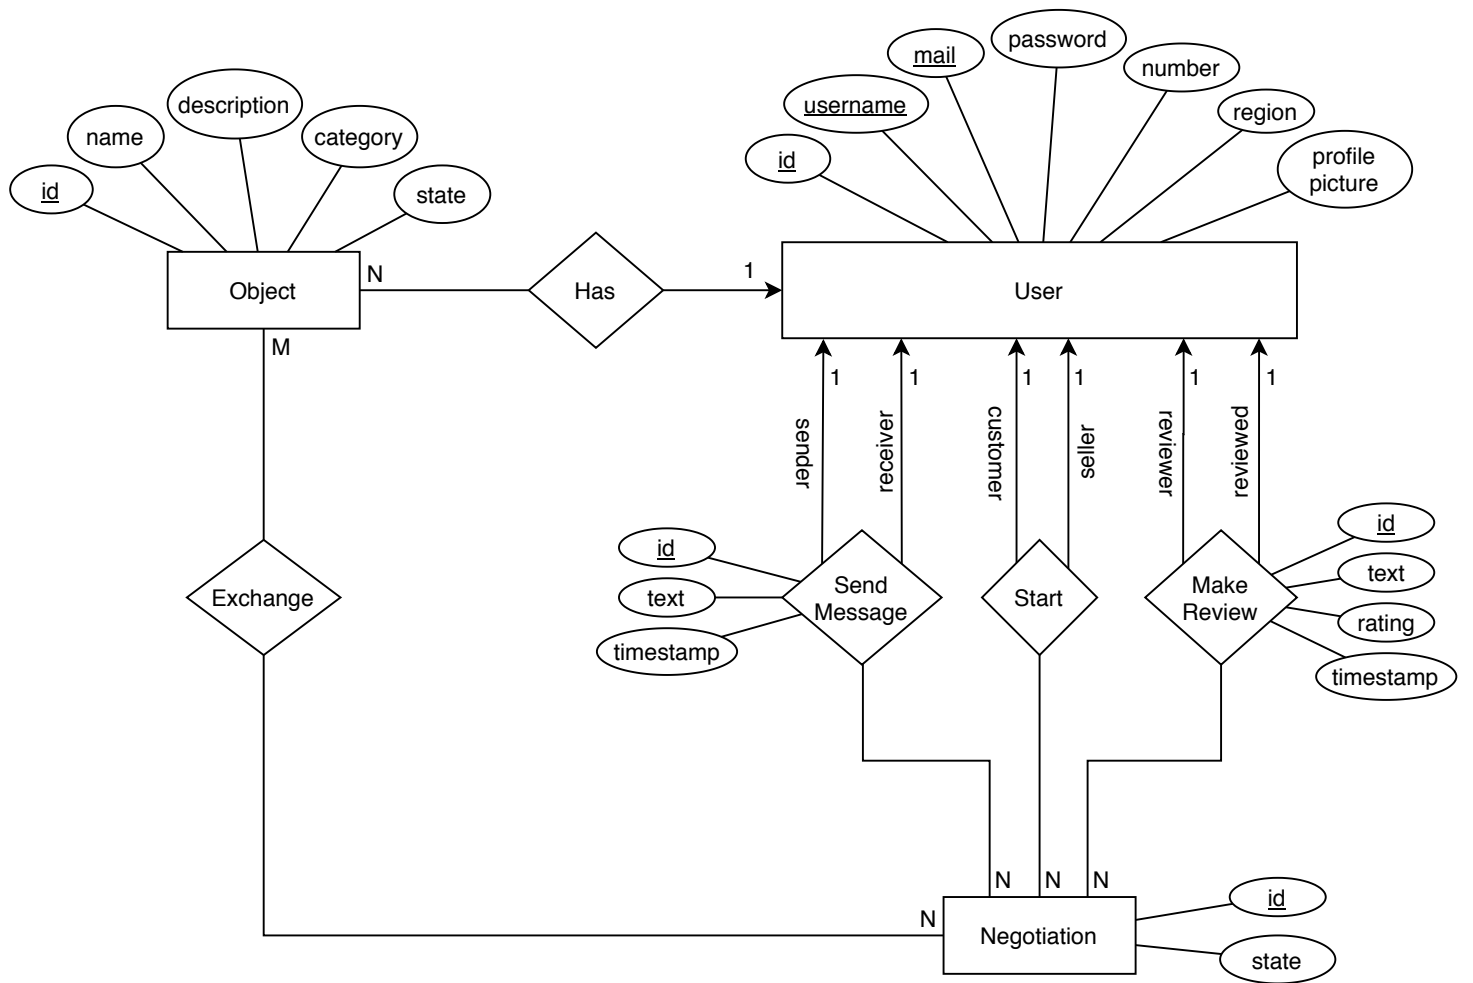 password
mail
number
description
username
region
name
category
id
profile
picture
id
state
N
1
Object
Has
User
M
1
1
1
1
1
1
sender
receiver
customer
seller
reviewer
reviewed
id
id
text
text
timestamp
rating
timestamp
Exchange
Send
Message
Start
Make
Review
N
N
N
N
Negotiation
id
state